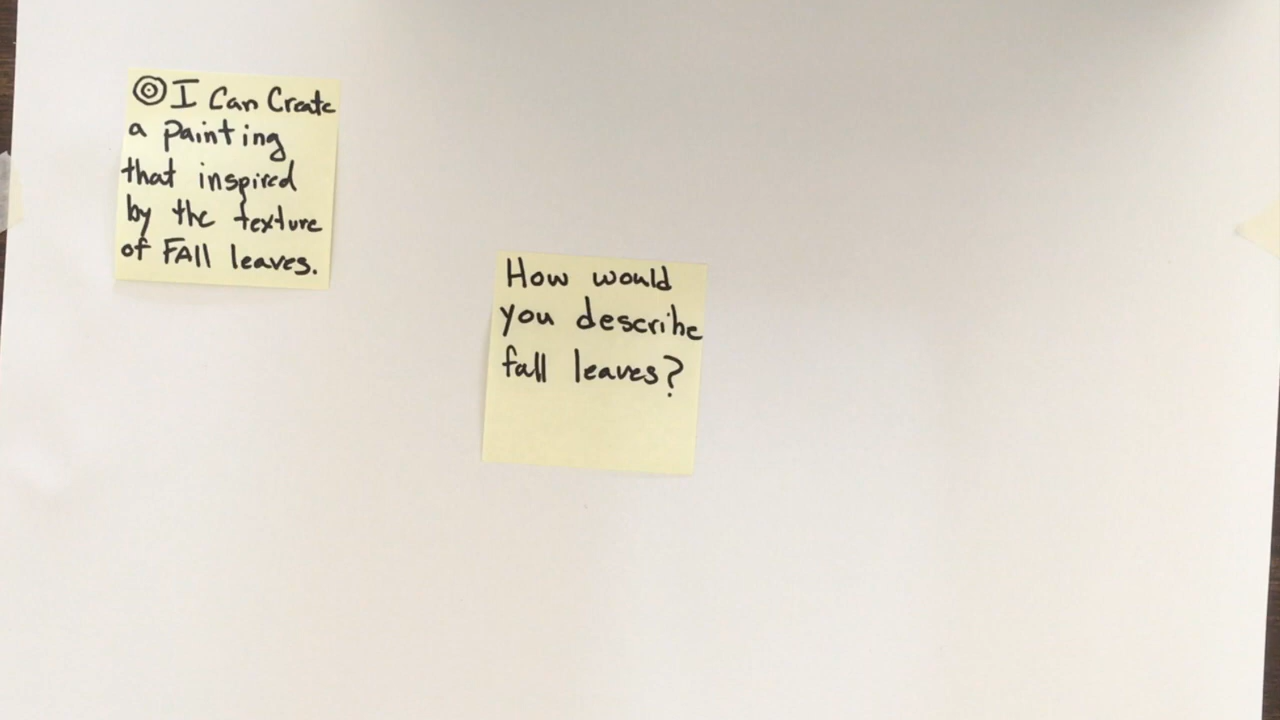 I Can Create
a painting
that inspired
by the texture
of FAll leaves.
How would
you describe
fall leaves?